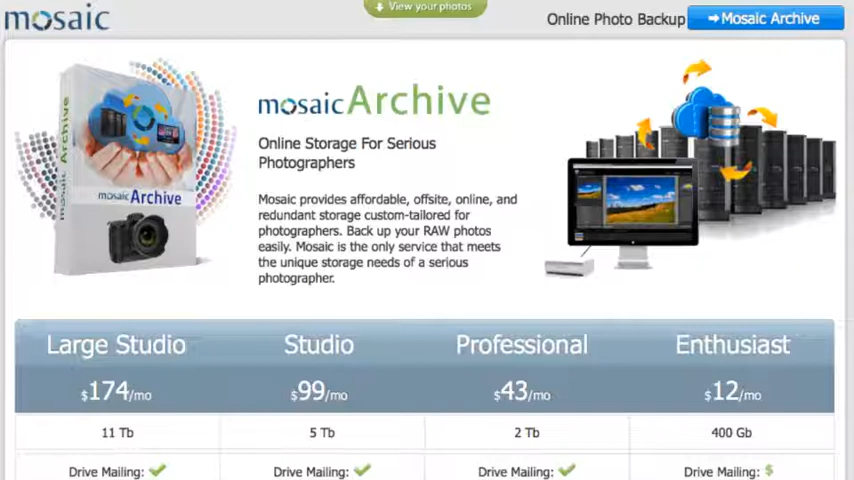 mosaic
View your photos
Online Photo Backup
Mosaic Archive
mosaic Archive
mosaicArchive
mosaicArchive
Online Storage For Serious
Photographers
Mosaic provides affordable, offsite, online, and
redundant storage custom-tailored for
photographers. Back up your RAW photos
easily. Mosaic is the only service that meets
the unique storage needs of a serious
photographer.
Large Studio
Studio
Professional
Enthusiast
$174/mo
$99/mo
$43/mo
$12/mo
11 Tb
5 Tb
2 Tb
400 Gb
Drive Mailing:
Drive Mailing:
Drive Mailing:
Drive Mailing: $